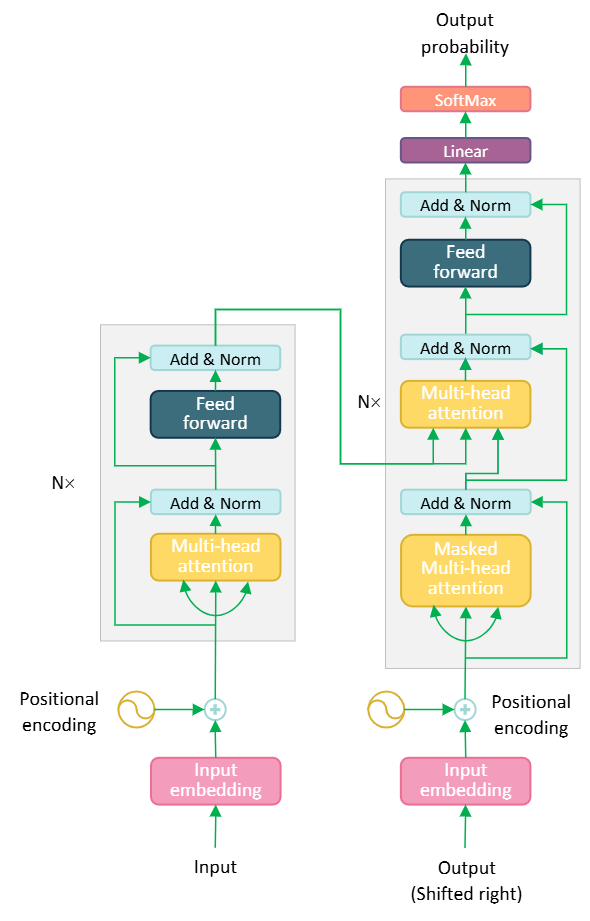 Output
probability
SoftMax
Linear
Add & Norm
Feed
forward
Add & Norm
Multi-head
attention
N×
Add & Norm
Masked
Multi-head
attention
Add & Norm
Feed
forward
N×
Add & Norm
Multi-head
attention
Positional
encoding
Positional
encoding
Input
embedding
Input
embedding
Input
Output
(Shifted right)